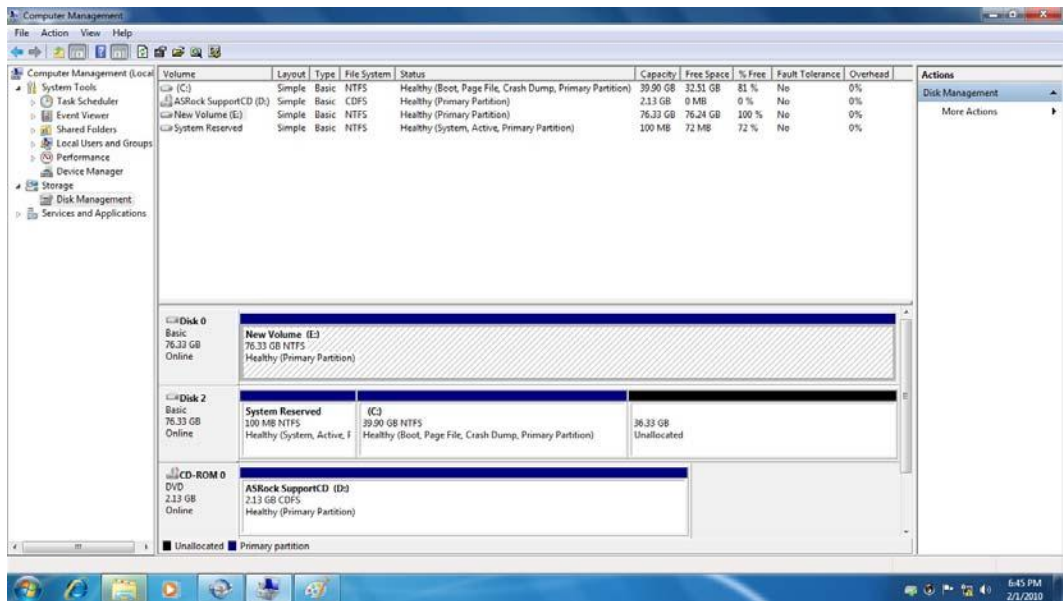 Computer Management
File Action View Help
Computer Management (Local
System Tools
Task Scheduler
Event Viewer
Shared Folders
Local Users and Groups
Performance
Device Manager
Storage
Disk Management
Services and Applications
Volume Layout Type File System Status Capacity Free Space % Free Fault Tolerance Overhead
(C:) Simple Basic NTFS Healthy (Boot, Page File, Crash Dump, Primary Partition) 39.90 GB 32.51 GB 81 % No 0%
ASRock SupportCD (D:) Simple Basic CDFS Healthy (Primary Partition) 2.13 GB 0 MB 0 % No 0%
New Volume (E:) Simple Basic NTFS Healthy (Primary Partition) 76.33 GB 76.24 GB 100 % No 0%
System Reserved Simple Basic NTFS Healthy (System, Active, Primary Partition) 100 MB 72 MB 72 % No 0%
Disk 0
Basic
76.33 GB
Online
New Volume (E:)
76.33 GB NTFS
Healthy (Primary Partition)
Disk 2
Basic
76.33 GB
Online
System Reserved
100 MB NTFS
Healthy (System, Active, F
(C:)
39.90 GB NTFS
Healthy (Boot, Page File, Crash Dump, Primary Partition)
36.33 GB
Unallocated
CD-ROM 0
DVD
2.13 GB
Online
ASRock SupportCD (D:)
2.13 GB CDFS
Healthy (Primary Partition)
Unallocated Primary partition
Actions
Disk Management
More Actions
6:45 PM
2/1/2010